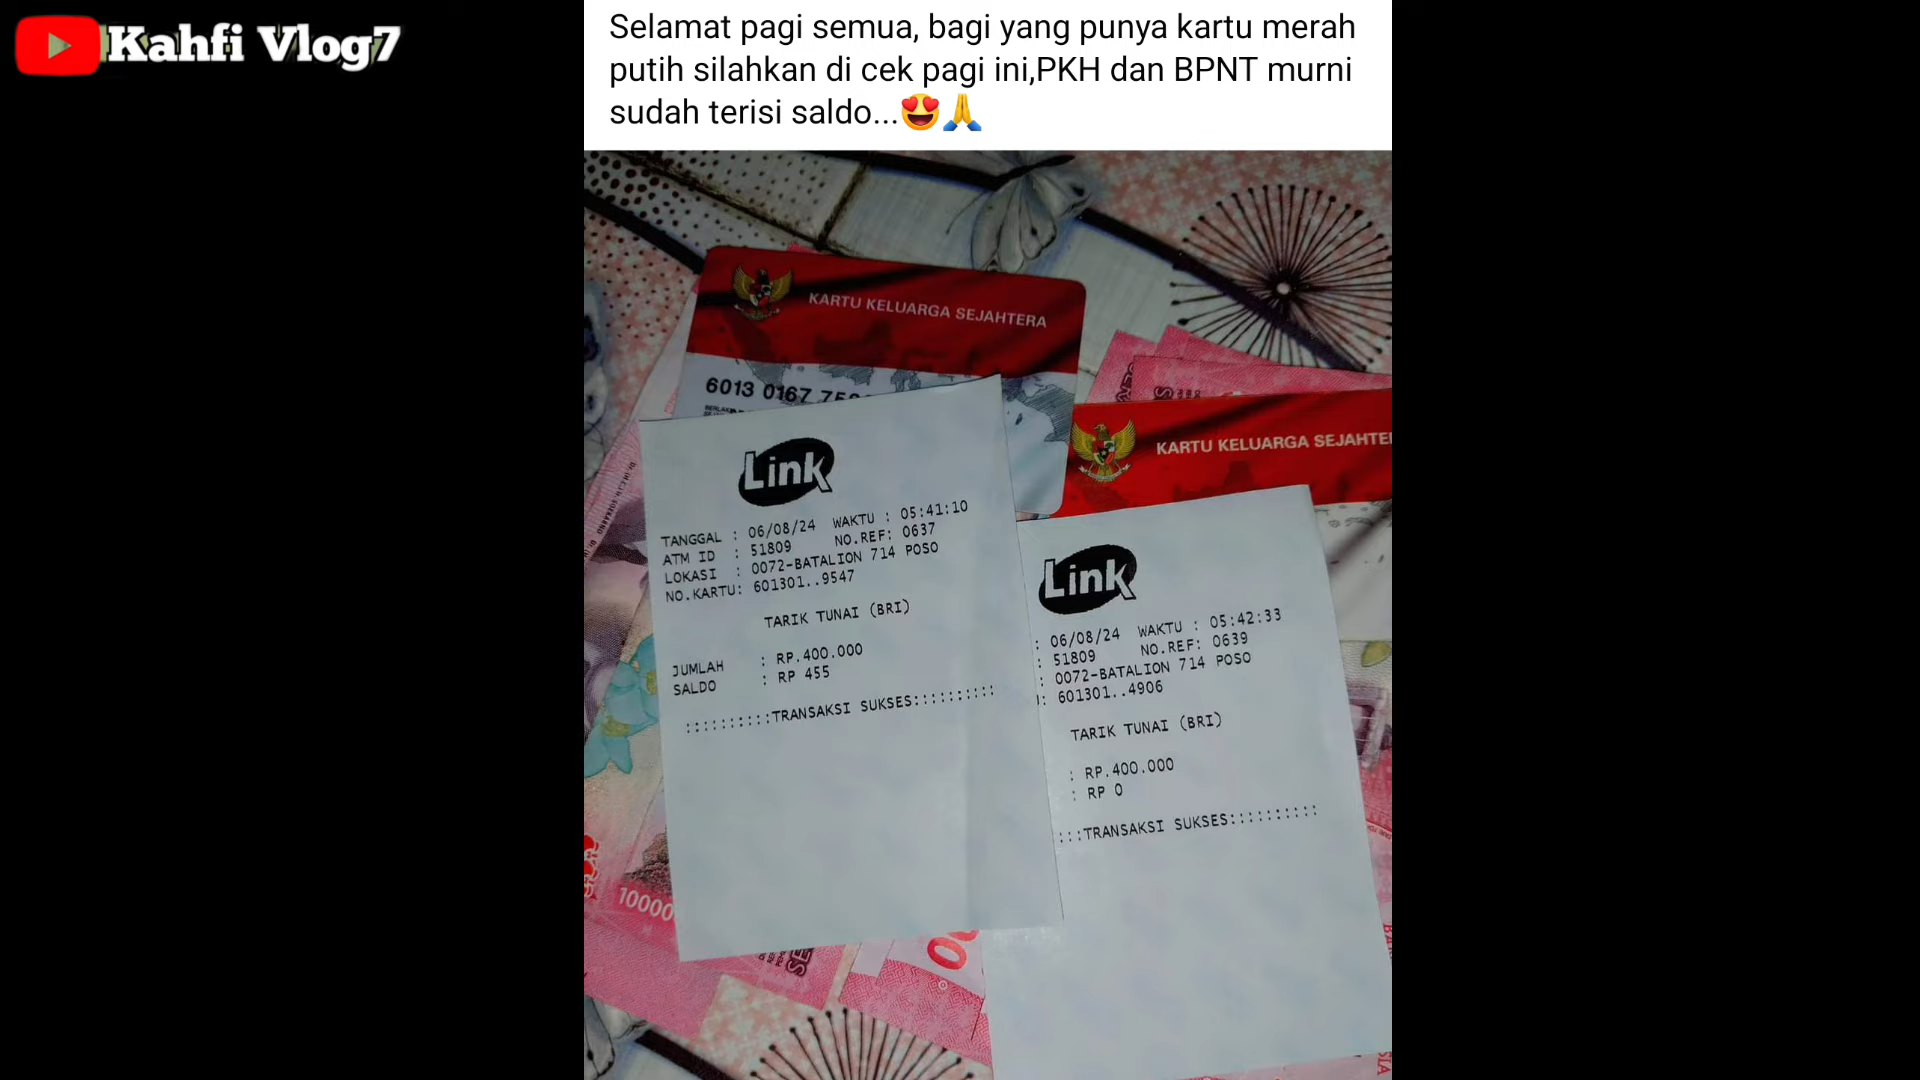 Kahfi Vlog7
Selamat pagi semua, bagi yang punya kartu merah
putih silahkan di cek pagi ini,PKH dan BPNT murni
sudah terisi saldo...😍🙏
KARTU KELUARGA SEJAHTERA
6013 0167
KARTU KELUARGA SEJAHTE
Link
TANGGAL : 06/08/24 WAKTU : 05:41:10
ATM ID : 51809 NO.REF: 0637
LOKASI : 0072-BATALION 714 POSO
NO.KARTU: 601301..9547
TARIK TUNAI (BRI)
JUMLAH : RP.400.000
SALDO : RP 455
::::::::::TRANSAKSI SUKSES::::::::::
Link
: 06/08/24 WAKTU : 05:42:33
: 51809 NO.REF: 0639
: 0072-BATALION 714 POSO
: 601301..4906
TARIK TUNAI (BRI)
: RP.400.000
: RP 0
:::TRANSAKSI SUKSES::::::::::
10000